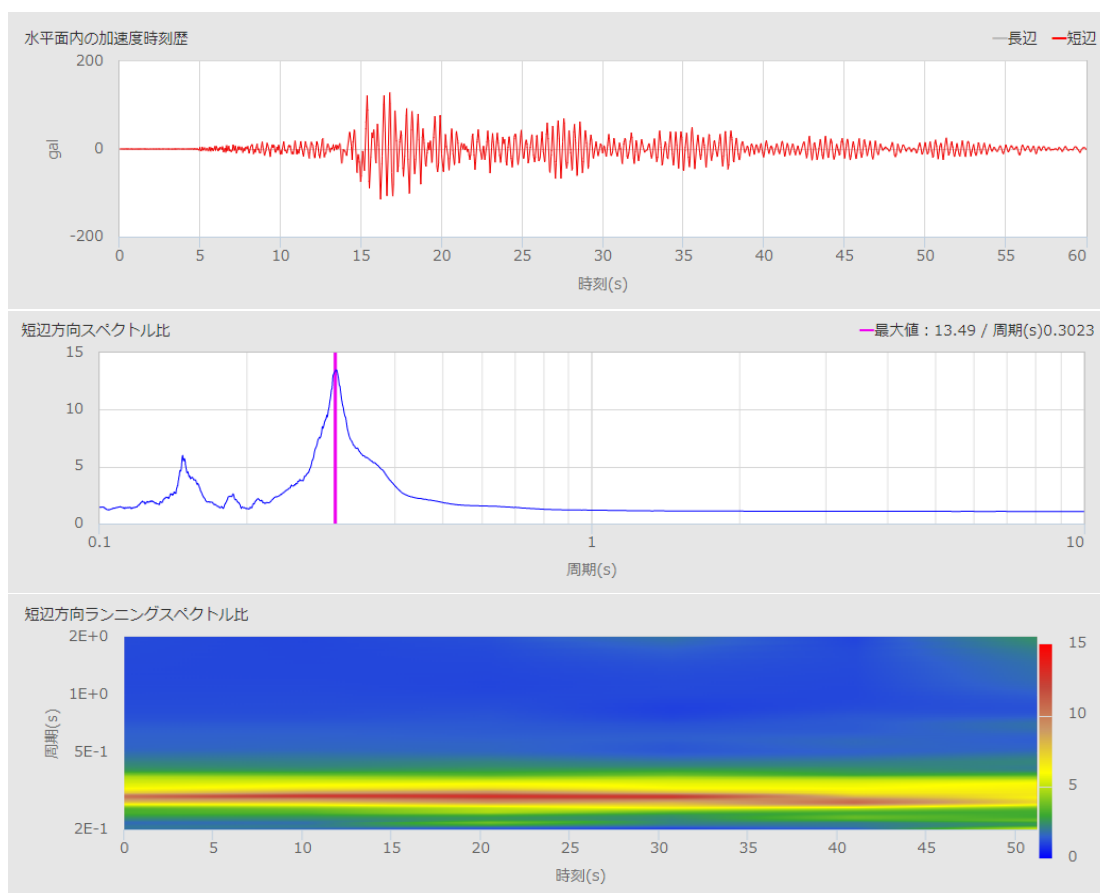 水平面内の加速度時刻歴
長辺 短辺
200
0
-200
gal
0 5 10 15 20 25 30 35 40 45 50 55 60
時刻(s)
短辺方向スペクトル比
最大値：13.49 / 周期(s)0.3023
15
10
5
0
0.1 1 10
周期(s)
短辺方向ランニングスペクトル比
2E+0
1E+0
5E-1
2E-1
周期(s)
0 5 10 15 20 25 30 35 40 45 50
時刻(s)
15
10
5
0